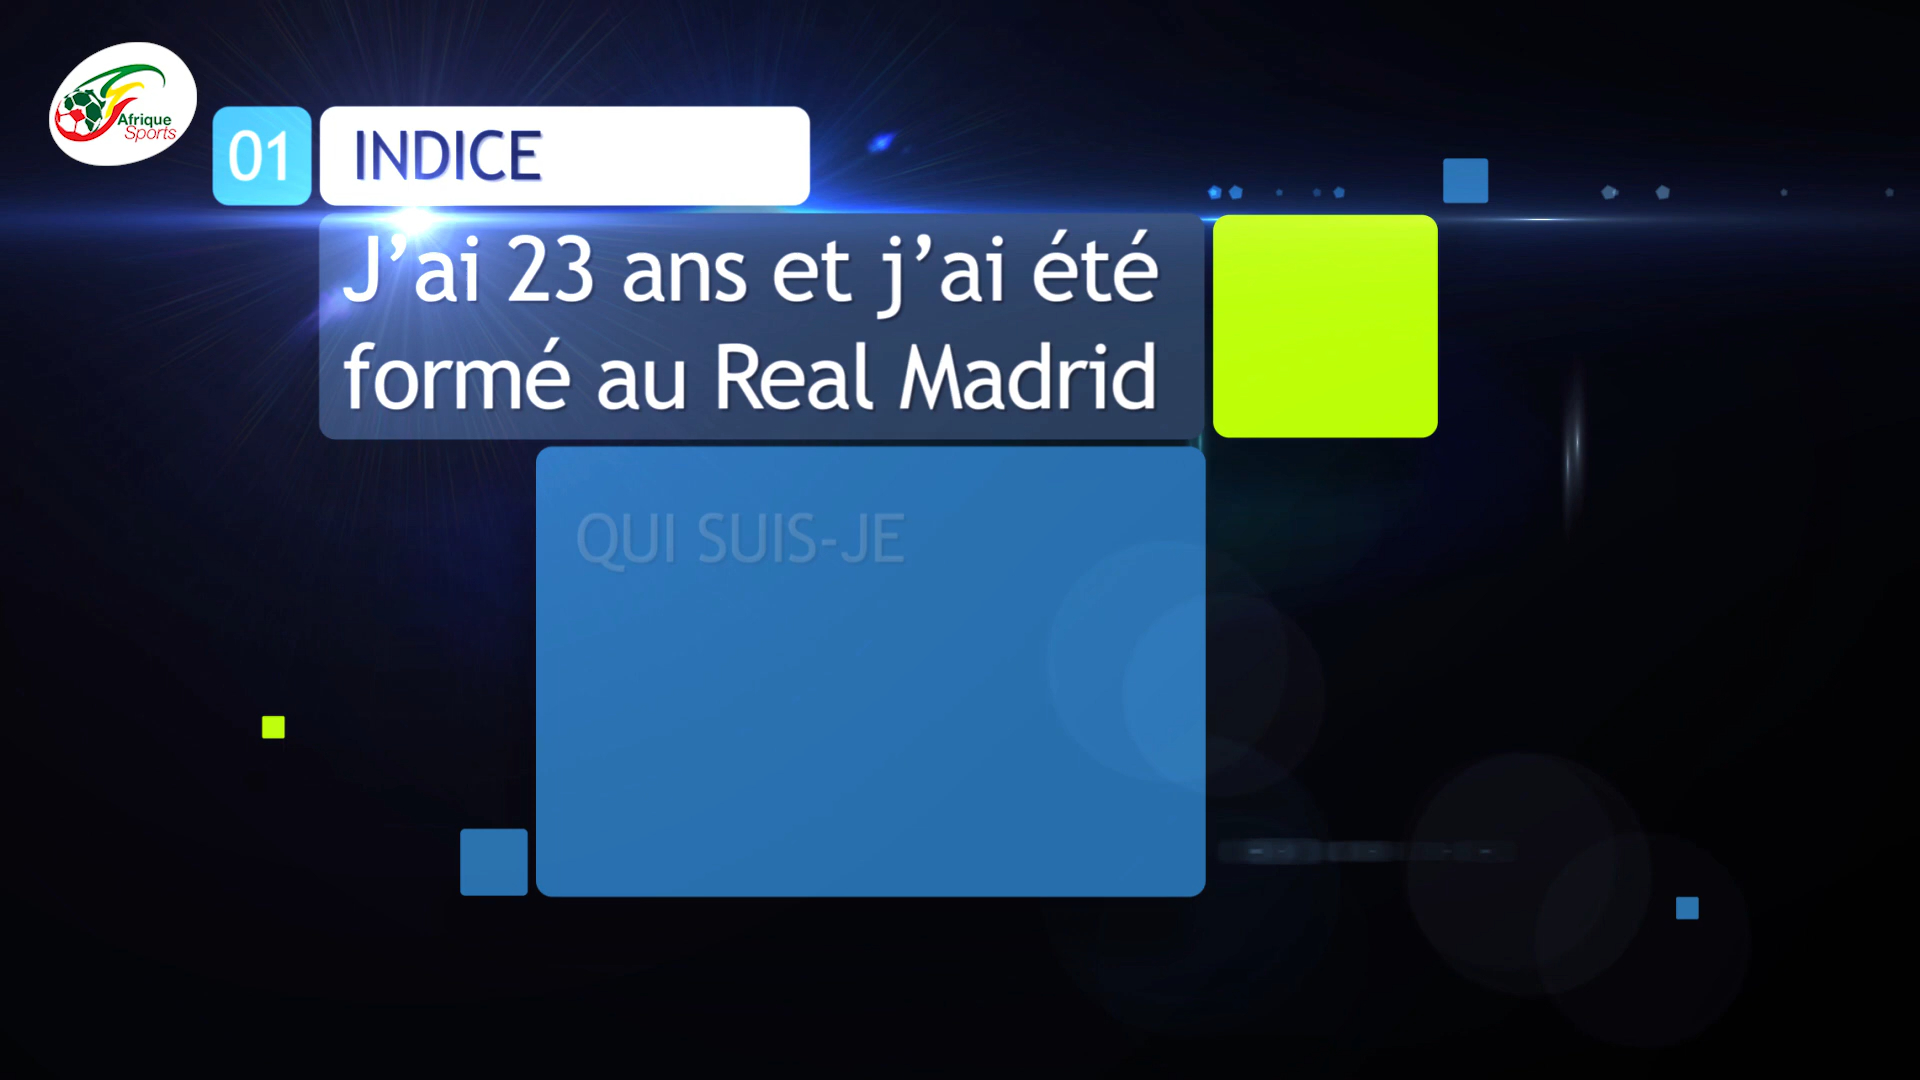 Afrique
Sports
01 INDICE
J’ai 23 ans et j’ai été
formé au Real Madrid
QUI SUIS-JE